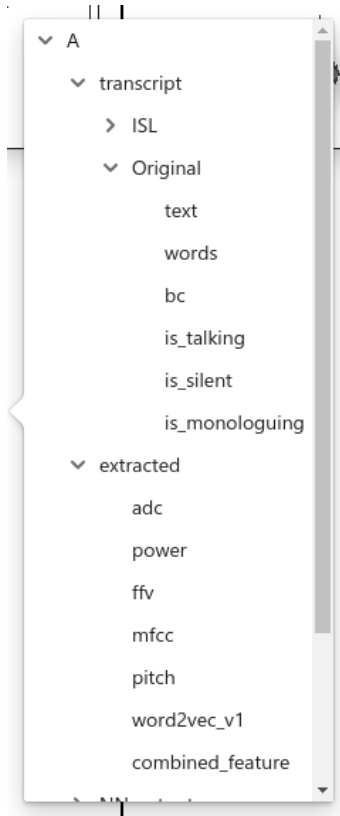 A
transcript
ISL
Original
text
words
bc
is_talking
is_silent
is_monologuing
extracted
adc
power
ffv
mfcc
pitch
word2vec_v1
combined_feature